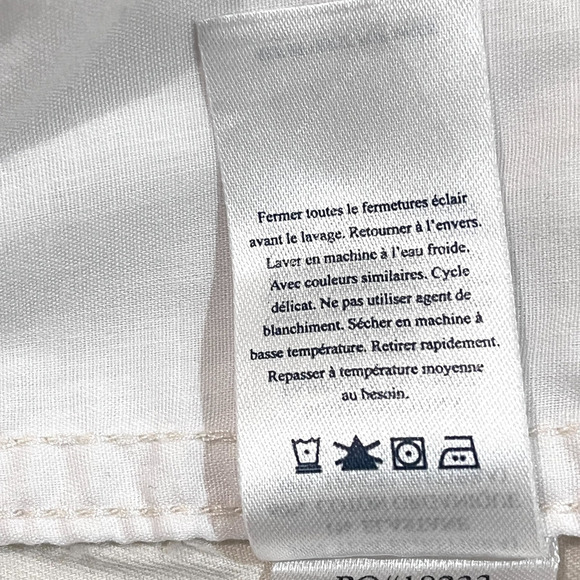 Fermer toutes le fermetures éclair
avant le lavage. Retourner à l'envers.
Laver en machine à l'eau froide.
Avec couleurs similaires. Cycle
délicat. Ne pas utiliser agent de
blanchiment. Sécher en machine à
basse température. Retirer rapidement.
Repasser à température moyenne
au besoin.